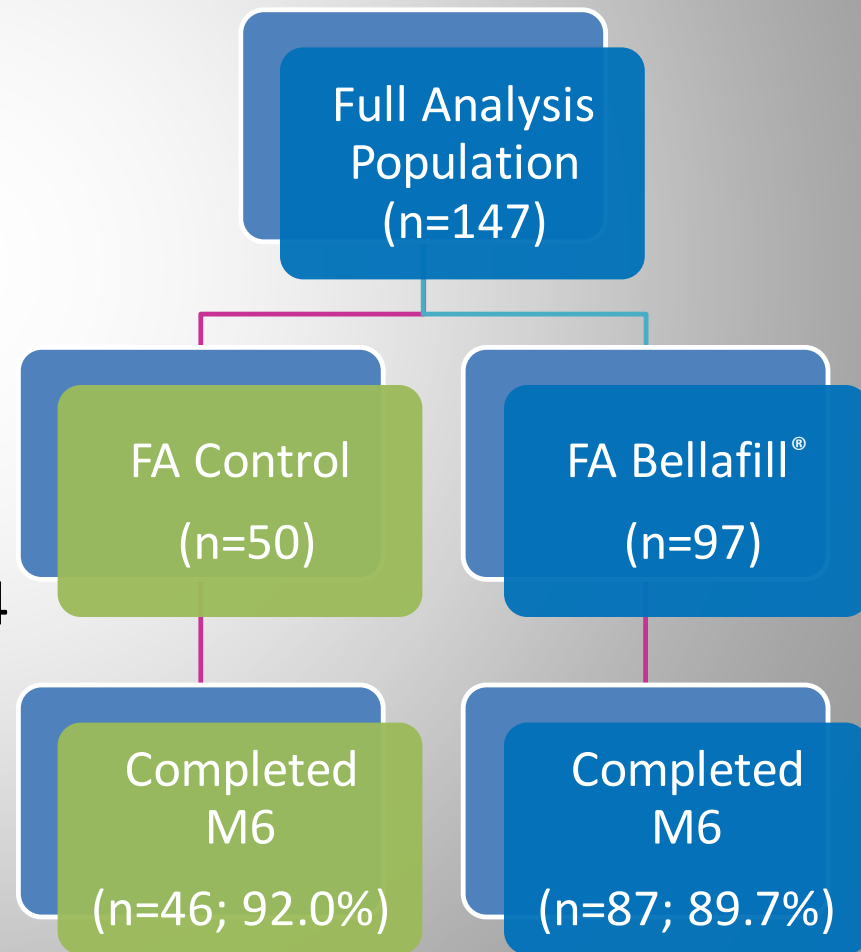 Full Analysis
Population
(n=147)
FA Control
(n=50)
FA Bellafill®
(n=97)
4
Completed
M6
(n=46; 92.0%)
Completed
M6
(n=87; 89.7%)